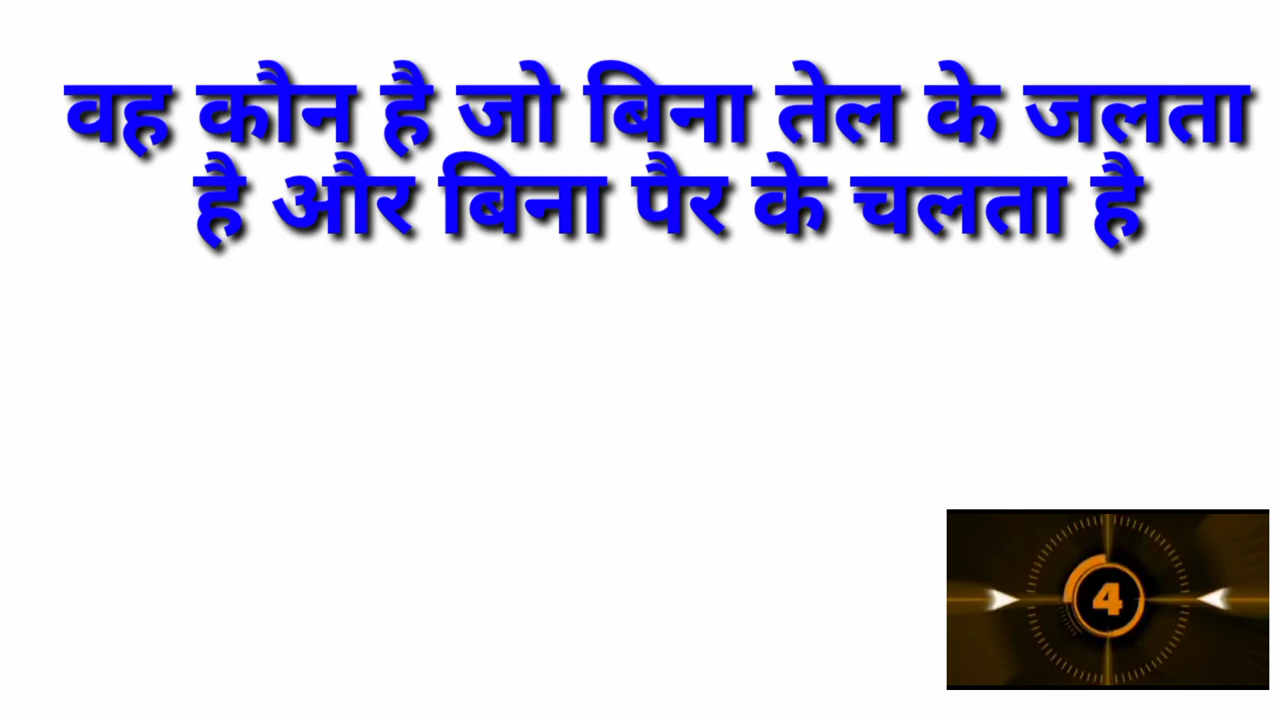 वह कौन है जो बिना तेल के जलता
है और बिना पैर के चलता है
4